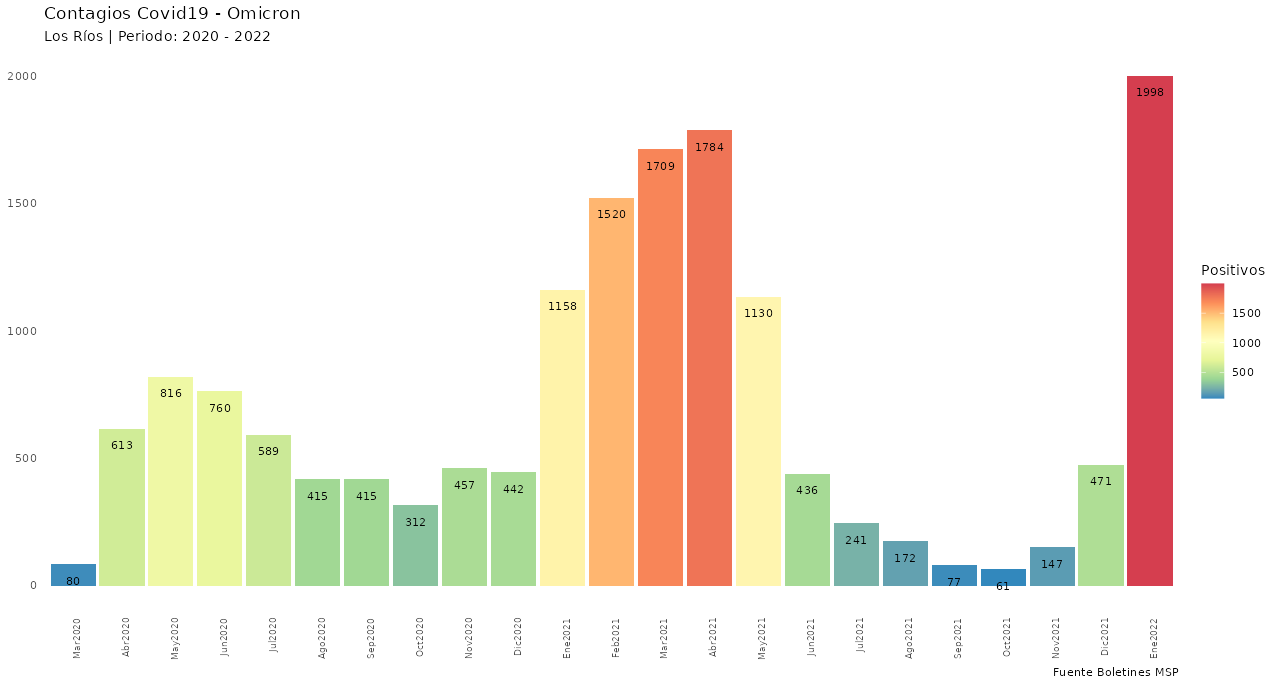 Contagios Covid19 - Omicron
Los Ríos | Periodo: 2020 - 2022
2000
1500
1000
500
0
80
613
816
760
589
415
415
312
457
442
1158
1520
1709
1784
1130
436
241
172
77
61
147
471
1998
Mar2020
Abr2020
May2020
Jun2020
Jul2020
Ago2020
Sep2020
Oct2020
Nov2020
Dic2020
Ene2021
Feb2021
Mar2021
Abr2021
May2021
Jun2021
Jul2021
Ago2021
Sep2021
Oct2021
Nov2021
Dic2021
Ene2022
Positivos
1500
1000
500
Fuente Boletines MSP